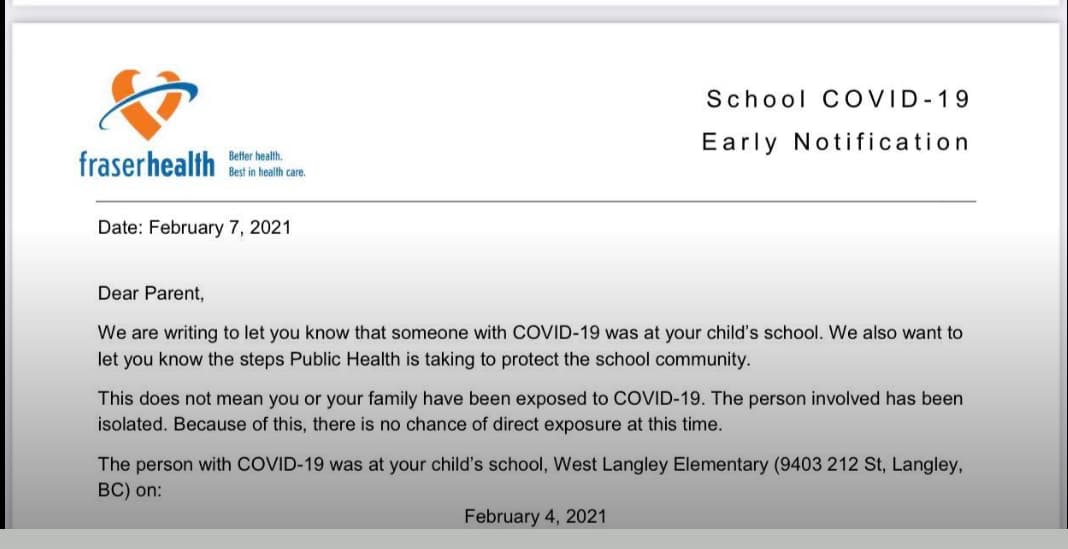 School COVID-19
Early Notification
fraserhealth
Better health.
Best in health care.
Date: February 7, 2021
Dear Parent,
We are writing to let you know that someone with COVID-19 was at your child's school. We also want to
let you know the steps Public Health is taking to protect the school community.
This does not mean you or your family have been exposed to COVID-19. The person involved has been
isolated. Because of this, there is no chance of direct exposure at this time.
The person with COVID-19 was at your child's school, West Langley Elementary (9403 212 St, Langley,
BC) on:
February 4, 2021